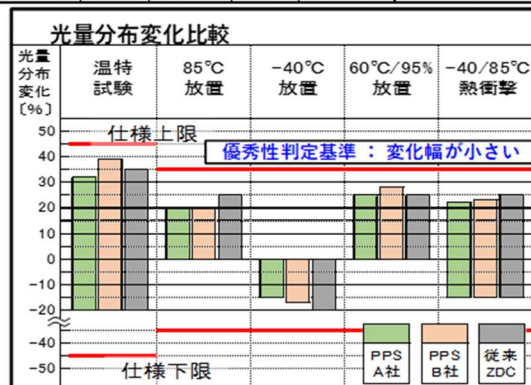 光量分布変化比較
光量
分布
変化
〔%〕
温特
試験
85℃
放置
-40℃
放置
60℃/95%
放置
-40/85℃
熱衝撃
50
仕様上限
40
優秀性判定基準 : 変化幅が小さい
30
20
10
0
-10
-20
-40
-50
仕様下限
PPS
A社
PPS
B社
従来
ZDC